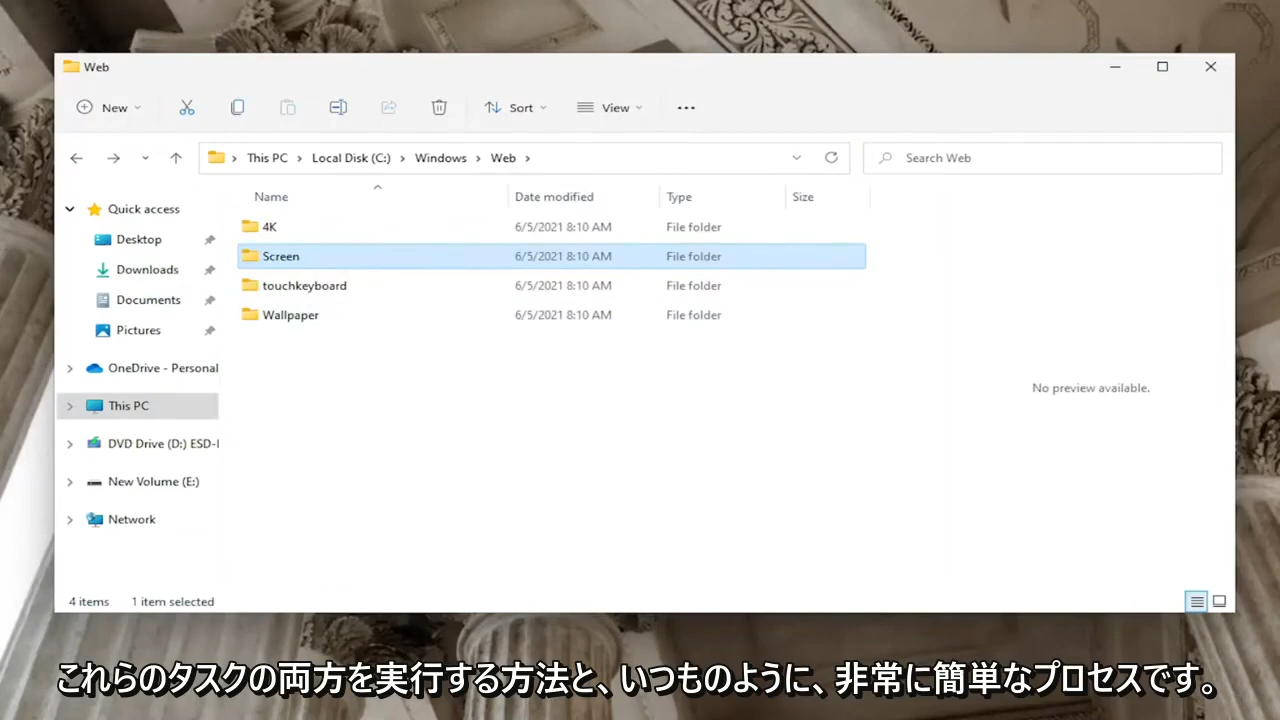 Web
New
Sort
View
This PC
Local Disk (C:)
Windows
Web
Search Web
Name
Date modified
Type
Size
4K
6/5/2021 8:10 AM
File folder
Screen
6/5/2021 8:10 AM
File folder
touchkeyboard
6/5/2021 8:10 AM
File folder
Wallpaper
6/5/2021 8:10 AM
File folder
Quick access
Desktop
Downloads
Documents
Pictures
OneDrive - Personal
This PC
DVD Drive (D:) ESD-I
New Volume (E:)
Network
No preview available.
4 items
1 item selected
これらのタスクの両方を実行する方法と、いつものように、非常に簡単なプロセスです。